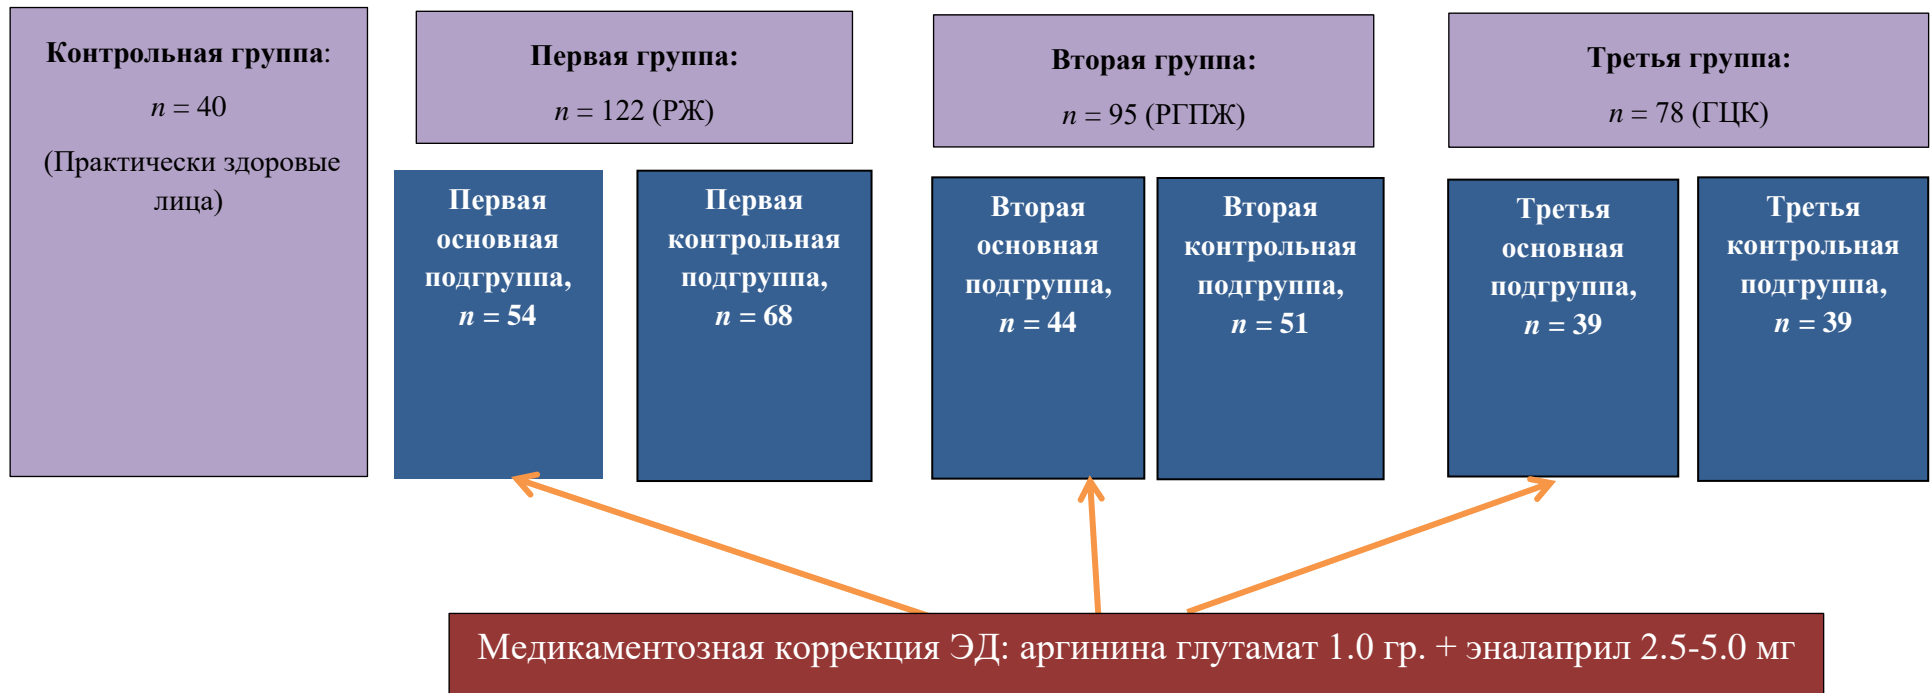 Контрольная группа:
n = 40
(Практически здоровые
лица)
Первая группа:
n = 122 (РЖ)
Вторая группа:
n = 95 (РГПЖ)
Третья группа:
n = 78 (ГЦК)
Первая
основная
подгруппа,
n = 54
Первая
контрольная
подгруппа,
n = 68
Вторая
основная
подгруппа,
n = 44
Вторая
контрольная
подгруппа,
n = 51
Третья
основная
подгруппа,
n = 39
Третья
контрольная
подгруппа,
n = 39
Медикаментозная коррекция ЭД: аргинина глутамат 1.0 гр. + эналаприл 2.5-5.0 мг